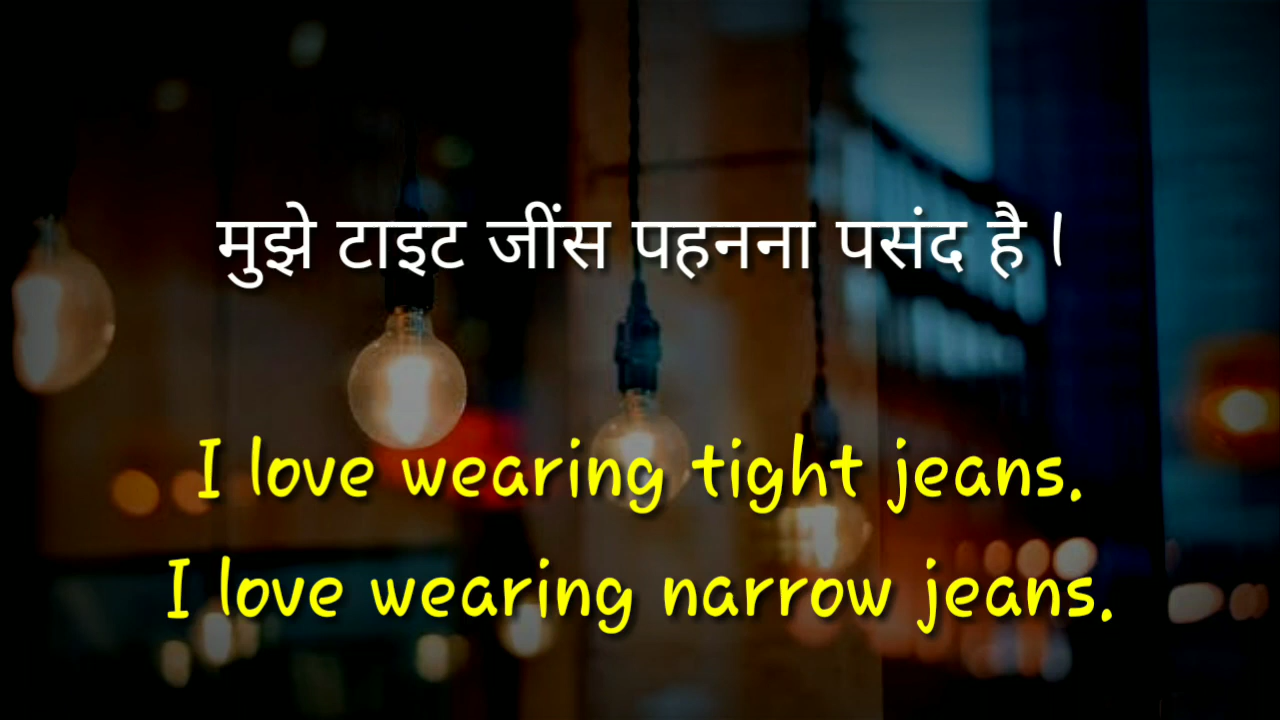 मुझे टाइट जींस पहनना पसंद है ।
I love wearing tight jeans.
I love wearing narrow jeans.